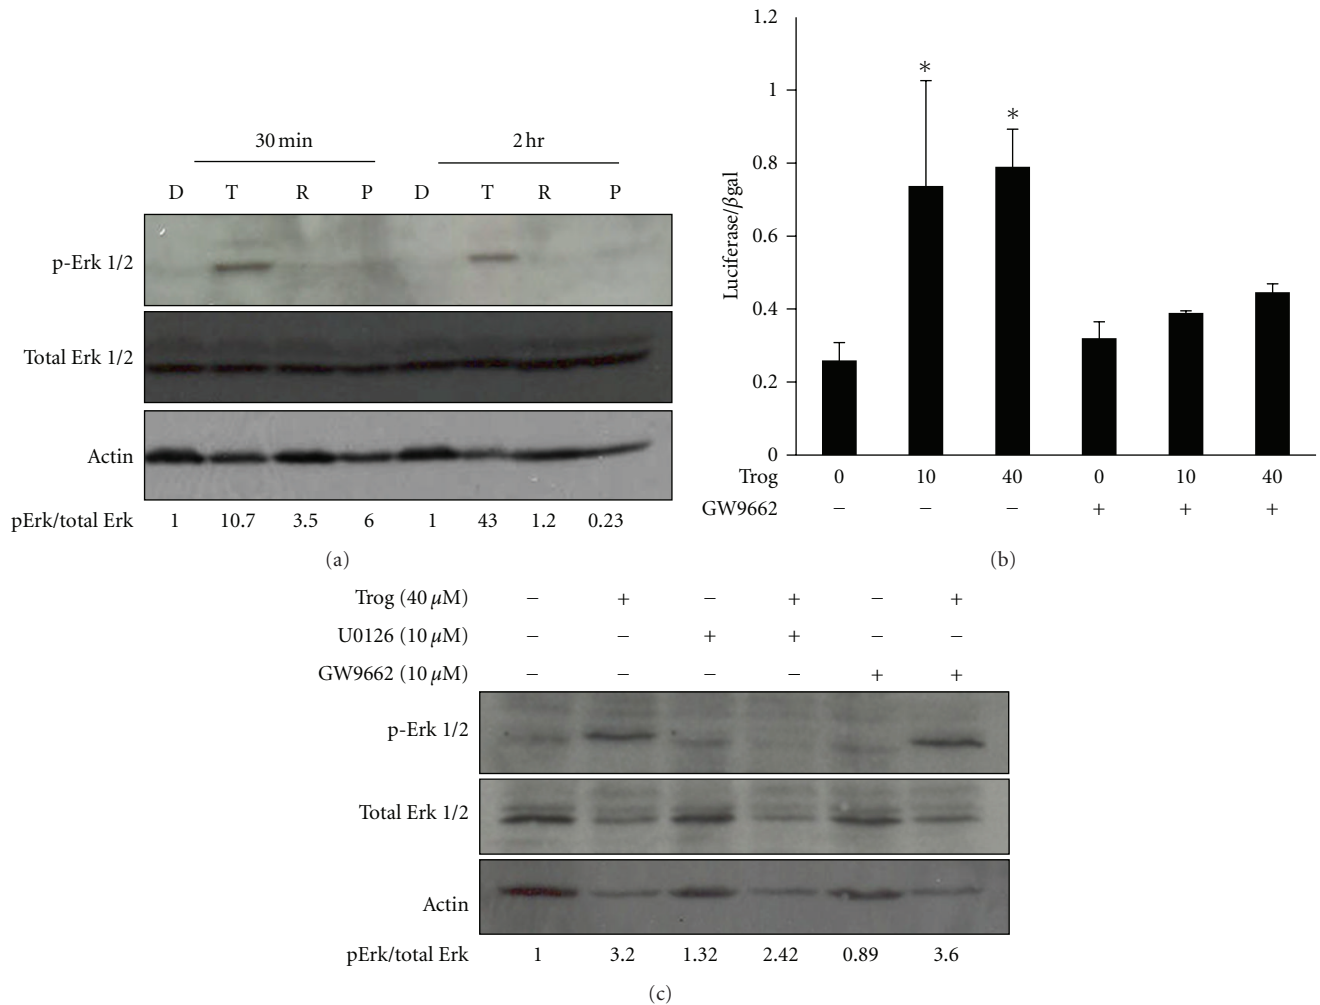 30 min 2 hr
D T R P D T R P
p-Erk 1/2
Total Erk 1/2
Actin
pErk/total Erk 1 10.7 3.5 6 1 43 1.2 0.23
(a)
1.2
1
0.8
0.6
0.4
0.2
0
Luciferase/βgal
* *
Trog 0 10 40 0 10 40
GW9662 − − − + + +
(b)
Trog (40 μM) − + − + − +
U0126 (10 μM) − − + + − −
GW9662 (10 μM) − − − − + +
p-Erk 1/2
Total Erk 1/2
Actin
pErk/total Erk 1 3.2 1.32 2.42 0.89 3.6
(c)